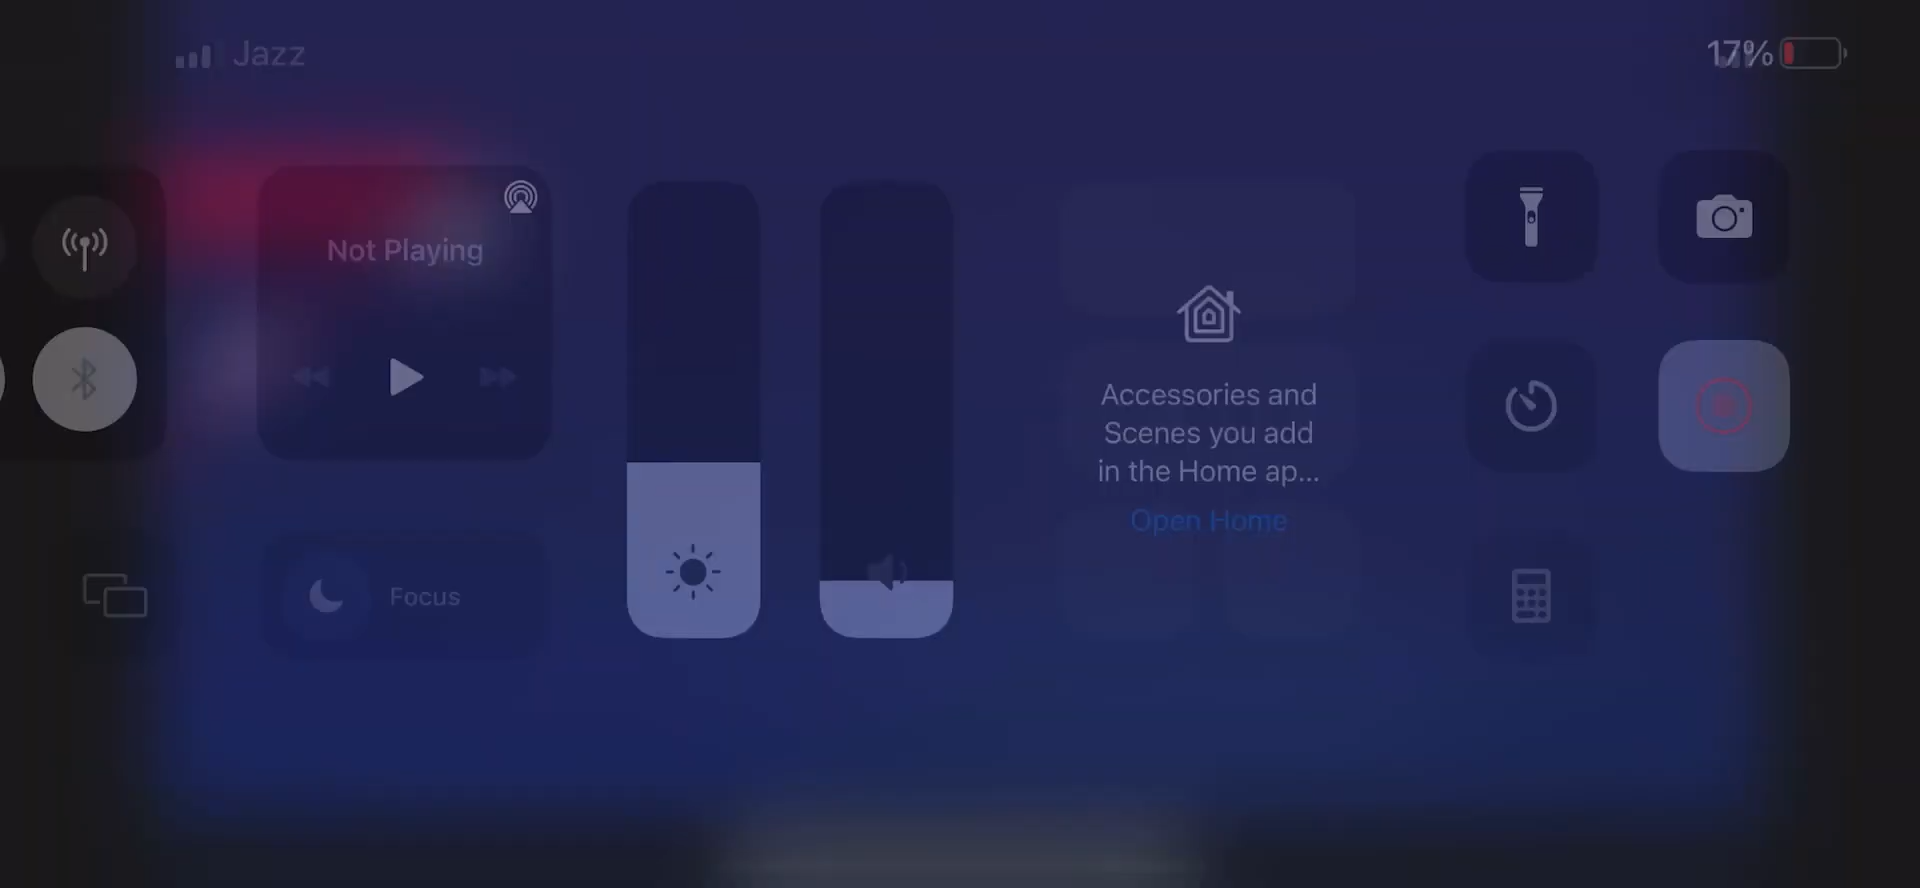 Jazz
17%
Not Playing
Accessories and
Scenes you add
in the Home ap...
Open Home
Focus